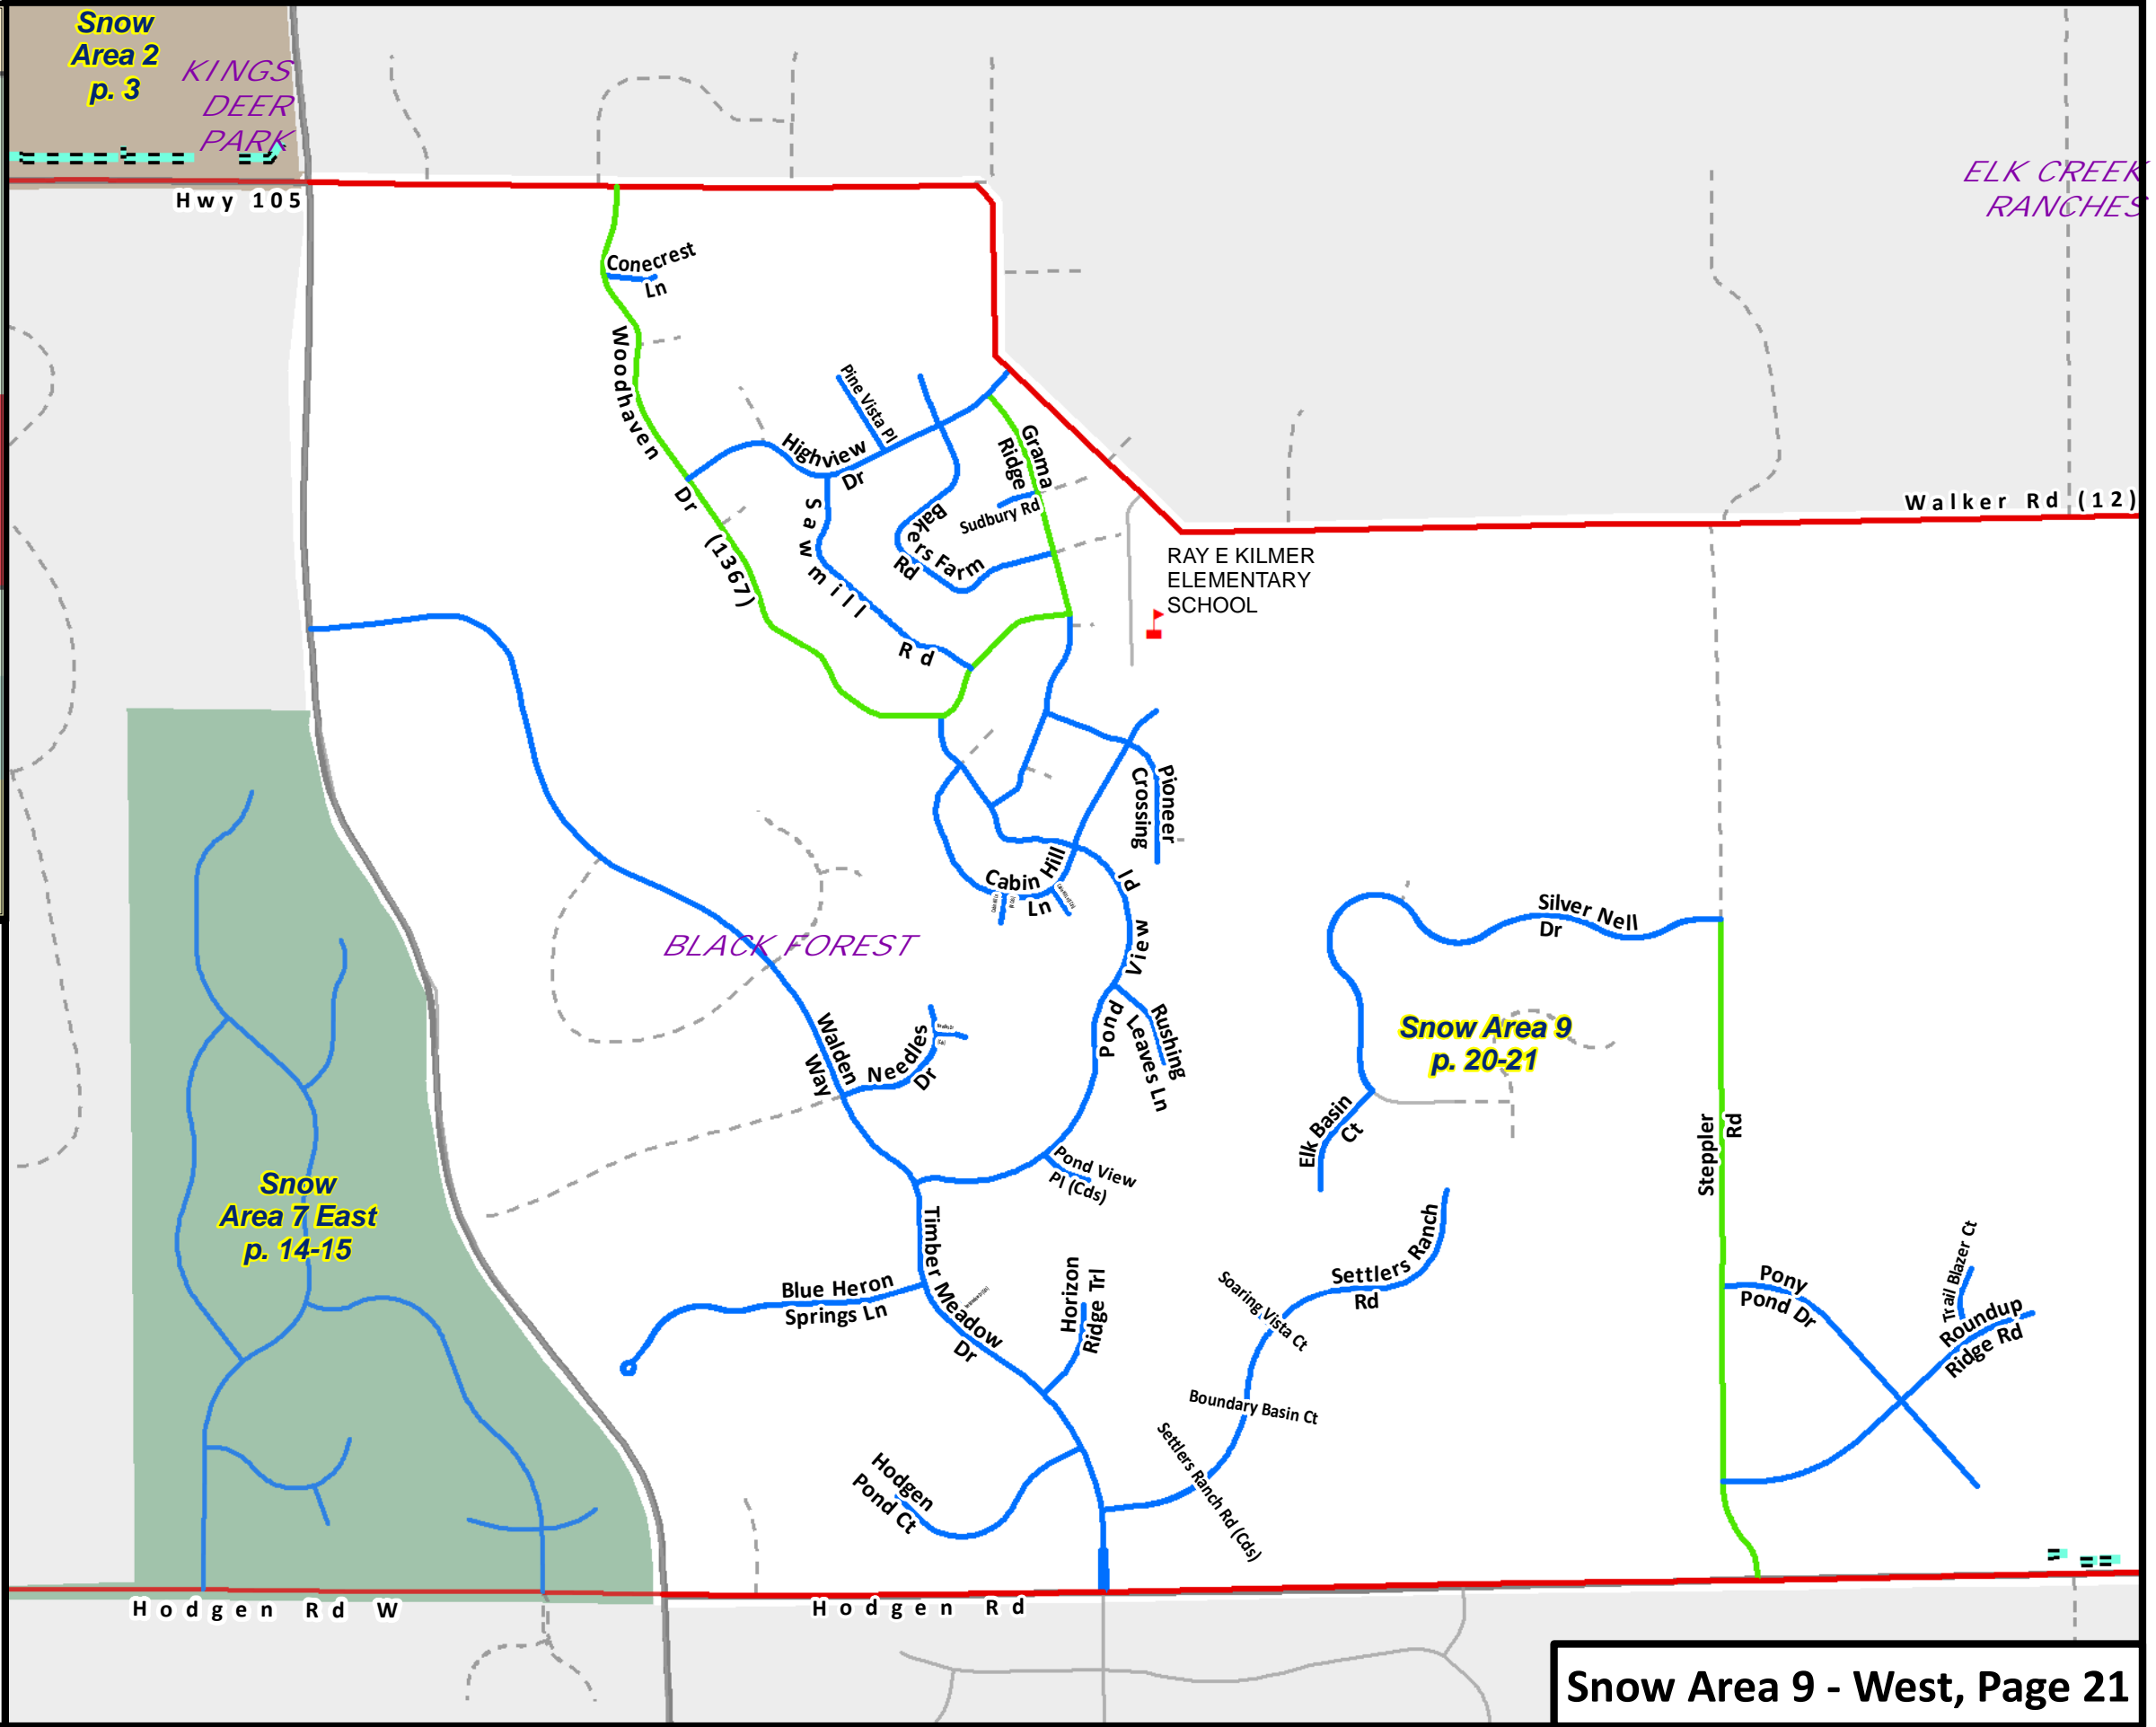 Snow
Area 2
p. 3
KINGS
DEER
PARK
ELK CREEK
RANCHES
Hwy 105
Conecrest
Ln
Woodhaven
Dr
(1367)
Pine Vista Pl
Highview
Dr
Grama
Ridge
Sudbury Rd
Bakers Farm
Rd
Sawmill
Rd
Walker Rd (12)
RAY E KILMER
ELEMENTARY
SCHOOL
Pioneer
Crossing
Cabin Hill
Ln
Pond View Pl
BLACK FOREST
Silver Nell
Dr
Rushing
Leaves Ln
Walden
Way
Needles
Dr
Snow Area 9
p. 20-21
Elk Basin
Ct
Steppler
Rd
Pond View
Pl (Cds)
Snow
Area 7 East
p. 14-15
Timber Meadow
Dr
Blue Heron
Springs Ln
Horizon
Ridge Trl
Soaring Vista Ct
Settlers Ranch
Rd
Pony
Pond Dr
Trail Blazer Ct
Roundup
Ridge Rd
Boundary Basin Ct
Settlers Ranch Rd (Cds)
Hodgen
Pond Ct
Hodgen Rd W
Hodgen Rd
Snow Area 9 - West, Page 21